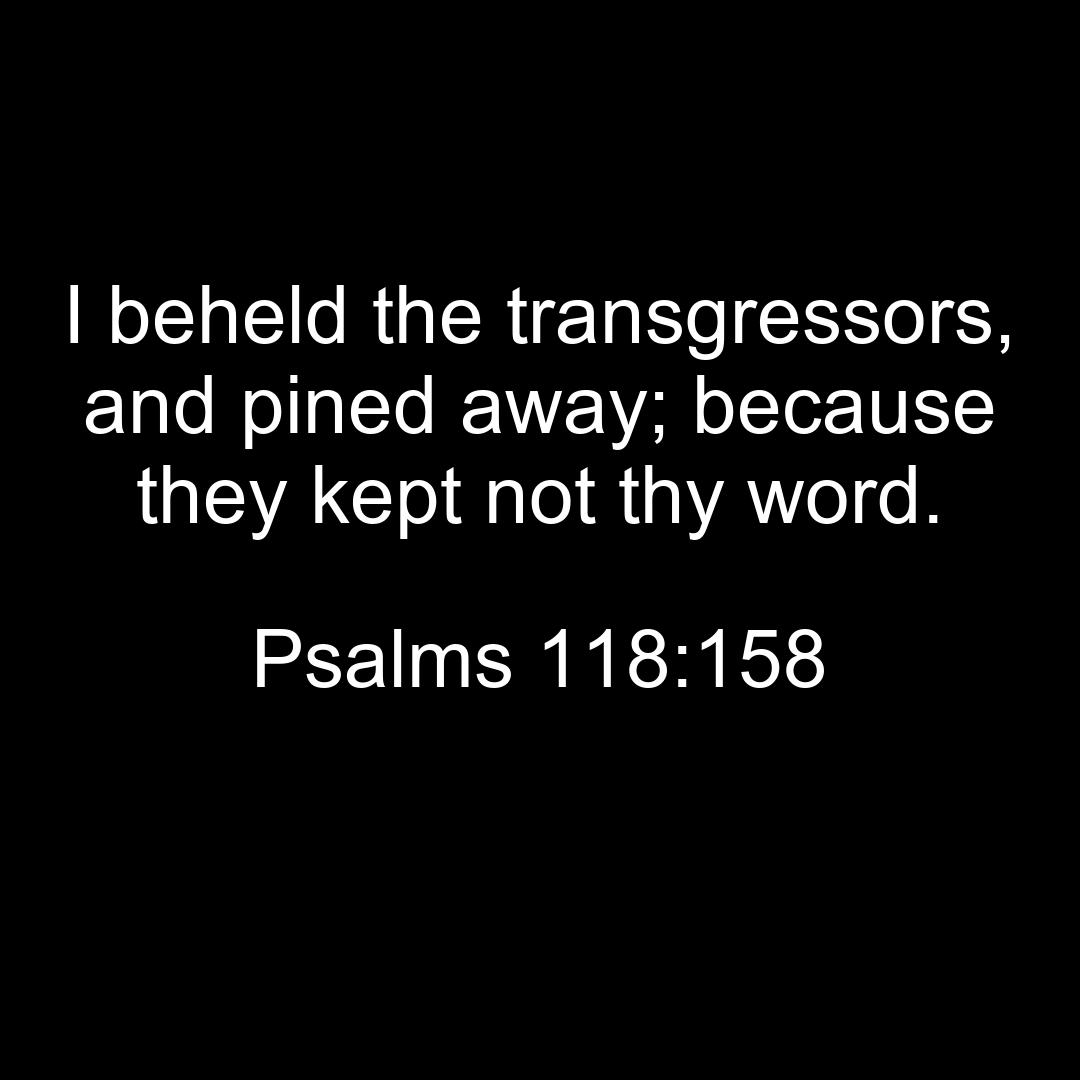 I beheld the transgressors,
and pined away; because
they kept not thy word.
Psalms 118:158